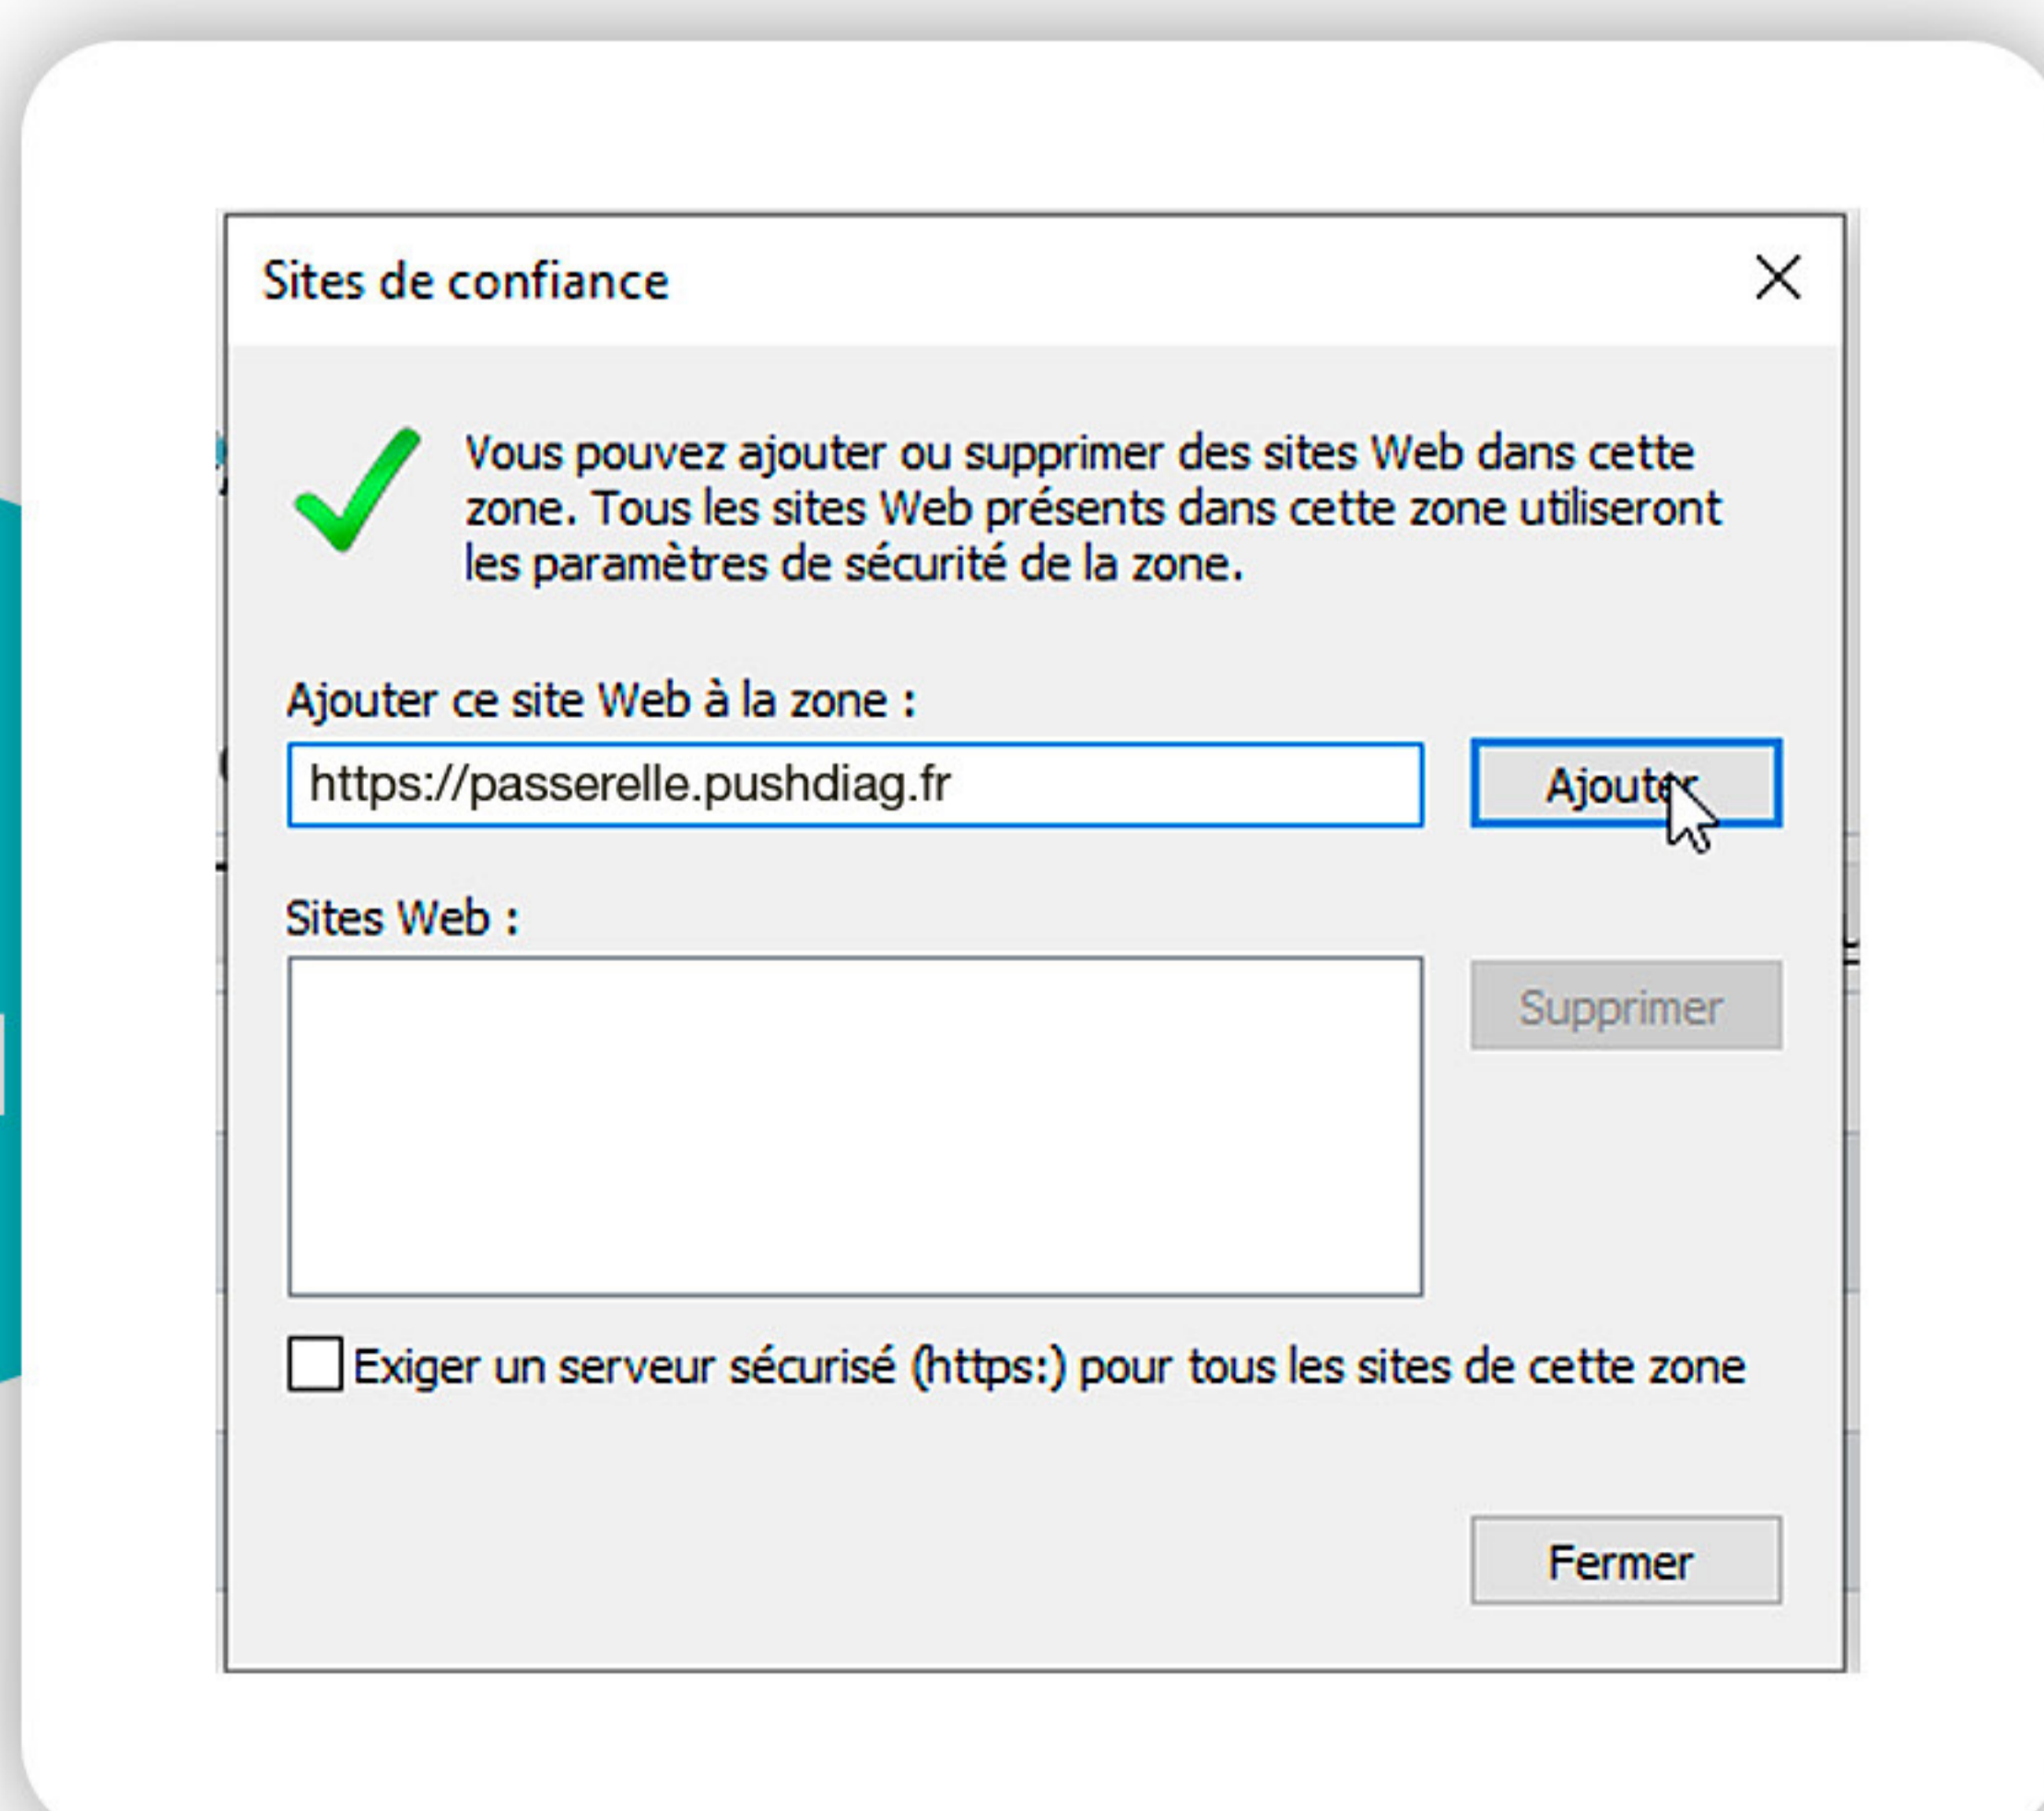 Sites de confiance
Vous pouvez ajouter ou supprimer des sites Web dans cette
zone. Tous les sites Web présents dans cette zone utiliseront
les paramètres de sécurité de la zone.
Ajouter ce site Web à la zone :
https://passerelle.pushdiag.fr
Ajouter
Sites Web :
Supprimer
Exiger un serveur sécurisé (https:) pour tous les sites de cette zone
Fermer